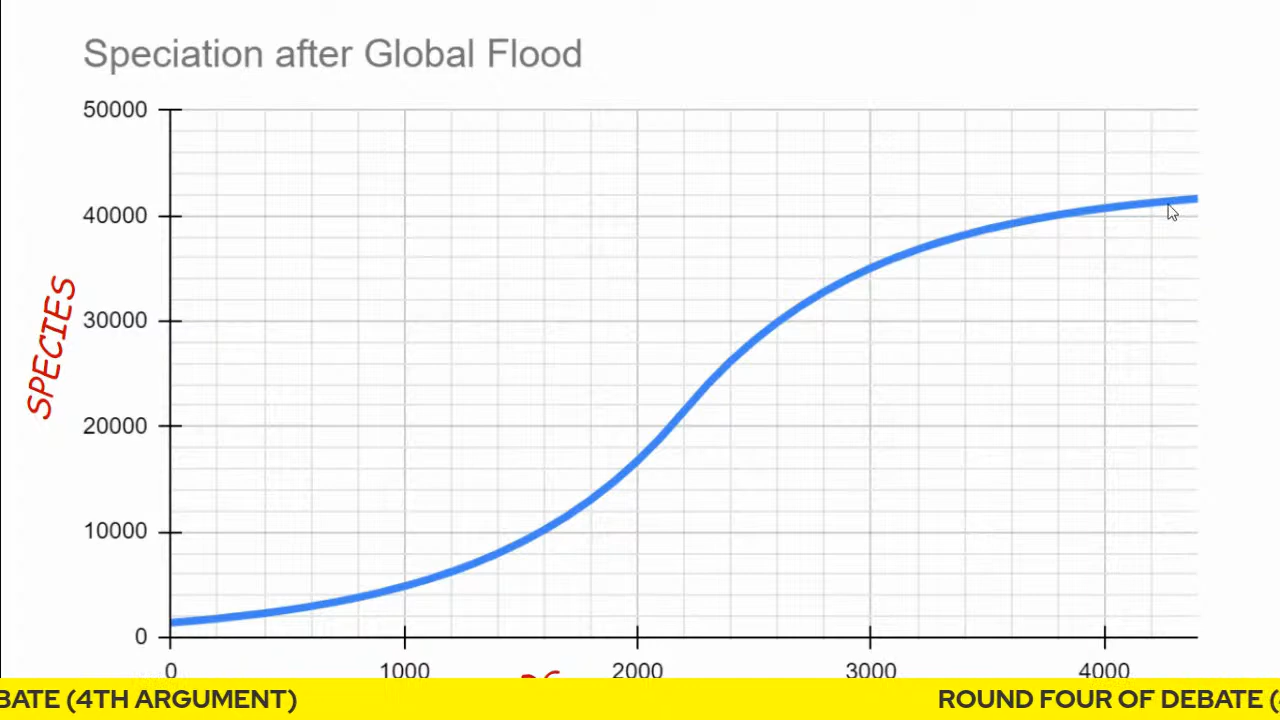 Speciation after Global Flood
50000
40000
30000
20000
10000
0
SPECIES
0 1000 2000 3000 4000
BATE (4TH ARGUMENT) ROUND FOUR OF DEBATE (